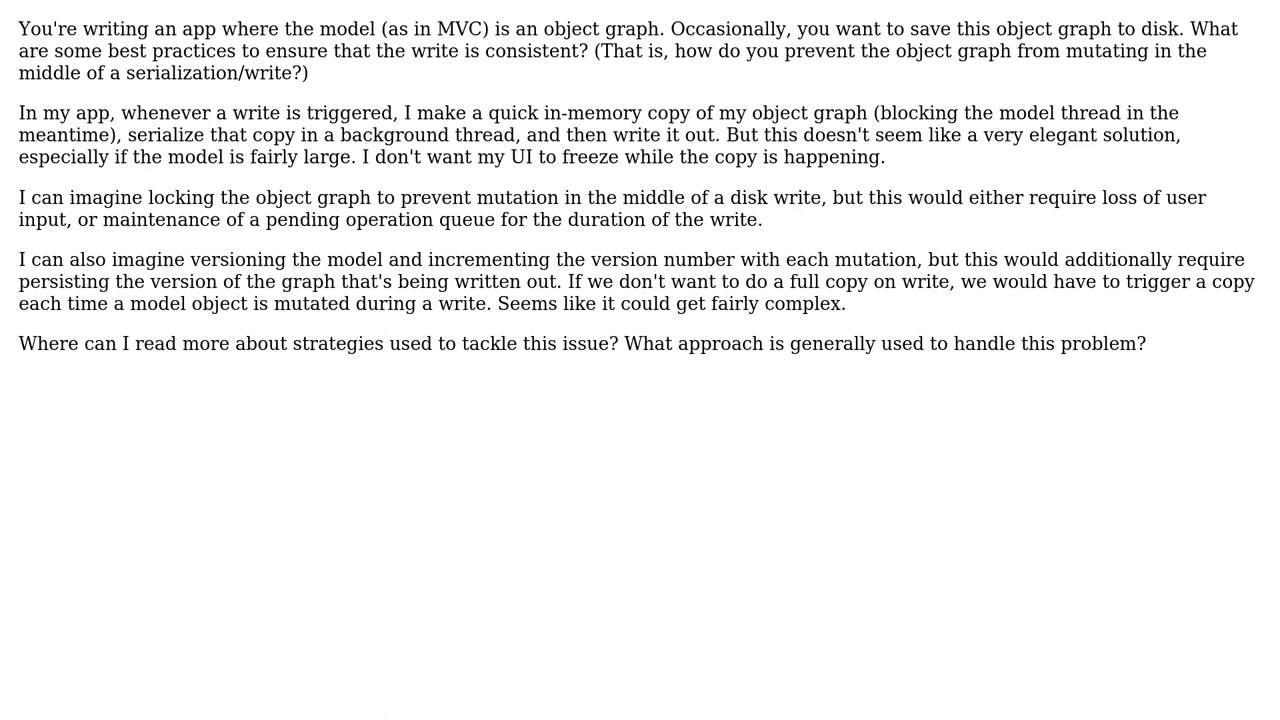 You're writing an app where the model (as in MVC) is an object graph. Occasionally, you want to save this object graph to disk. What
are some best practices to ensure that the write is consistent? (That is, how do you prevent the object graph from mutating in the
middle of a serialization/write?)
In my app, whenever a write is triggered, I make a quick in-memory copy of my object graph (blocking the model thread in the
meantime), serialize that copy in a background thread, and then write it out. But this doesn't seem like a very elegant solution,
especially if the model is fairly large. I don't want my UI to freeze while the copy is happening.
I can imagine locking the object graph to prevent mutation in the middle of a disk write, but this would either require loss of user
input, or maintenance of a pending operation queue for the duration of the write.
I can also imagine versioning the model and incrementing the version number with each mutation, but this would additionally require
persisting the version of the graph that's being written out. If we don't want to do a full copy on write, we would have to trigger a copy
each time a model object is mutated during a write. Seems like it could get fairly complex.
Where can I read more about strategies used to tackle this issue? What approach is generally used to handle this problem?